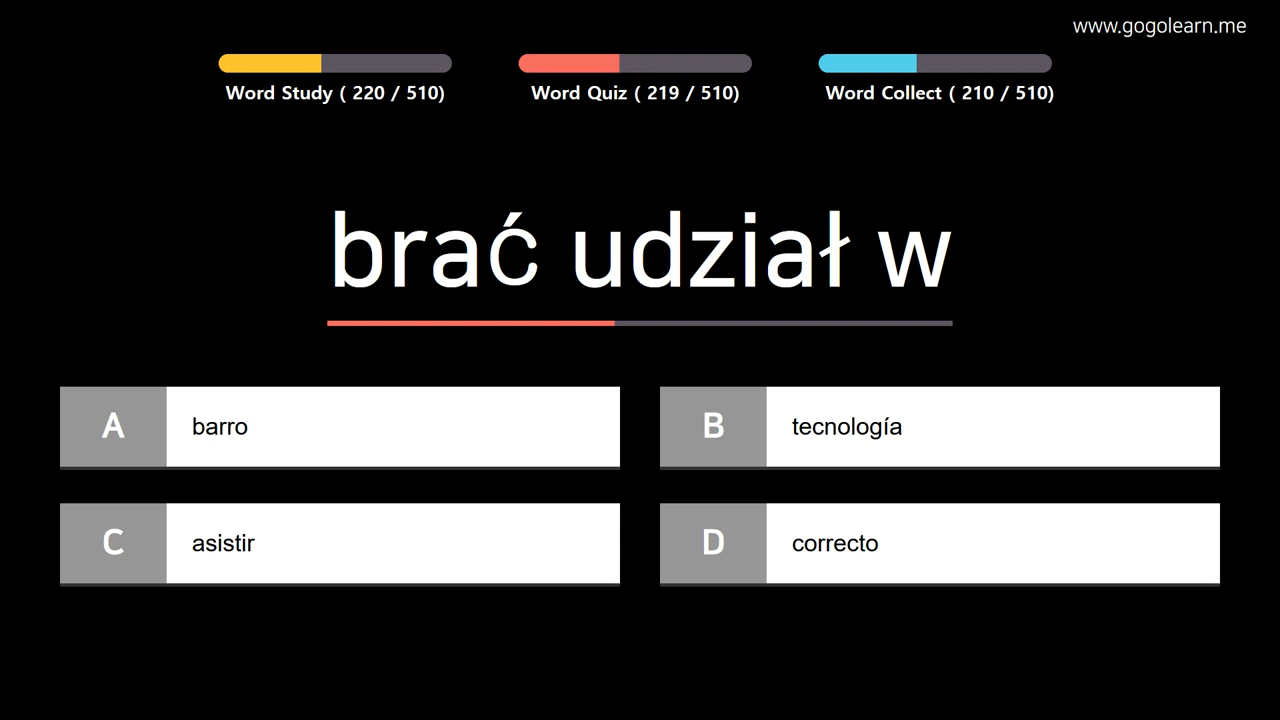 www.gogolearn.me
Word Study ( 220 / 510)
Word Quiz ( 219 / 510)
Word Collect ( 210 / 510)
brać udział w
A barro
B tecnología
C asistir
D correcto